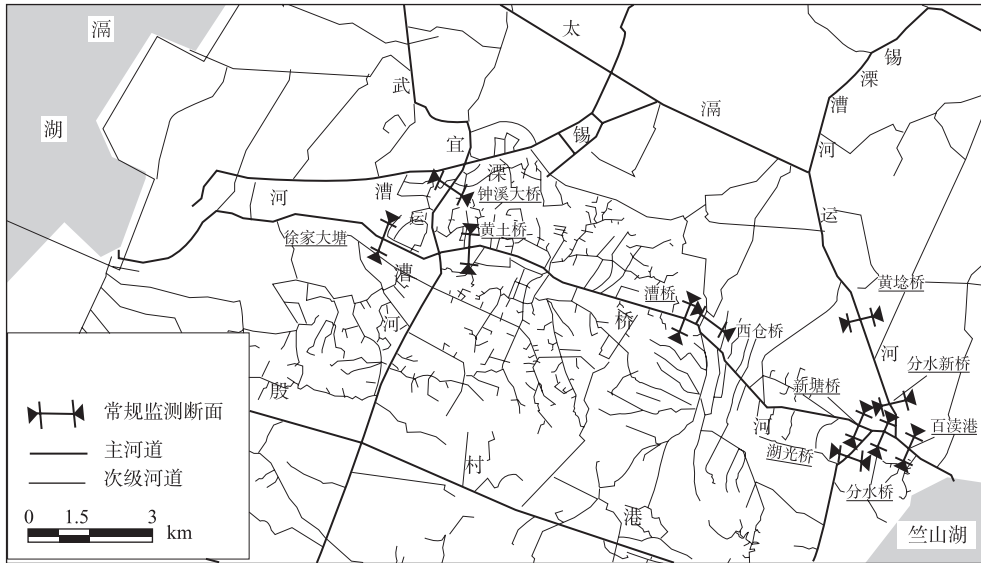 滆湖
武宜运河
太滆运河
锡溧漕河
锡溧漕河
漕桥河
殷村港
钟溪大桥
徐家大塘
黄土桥
漕桥
西仓桥
黄埝桥
分水新桥
新塘桥
百渎港
湖光桥
分水桥
竺山湖
常规监测断面
主河道
次级河道
0 1.5 3
km